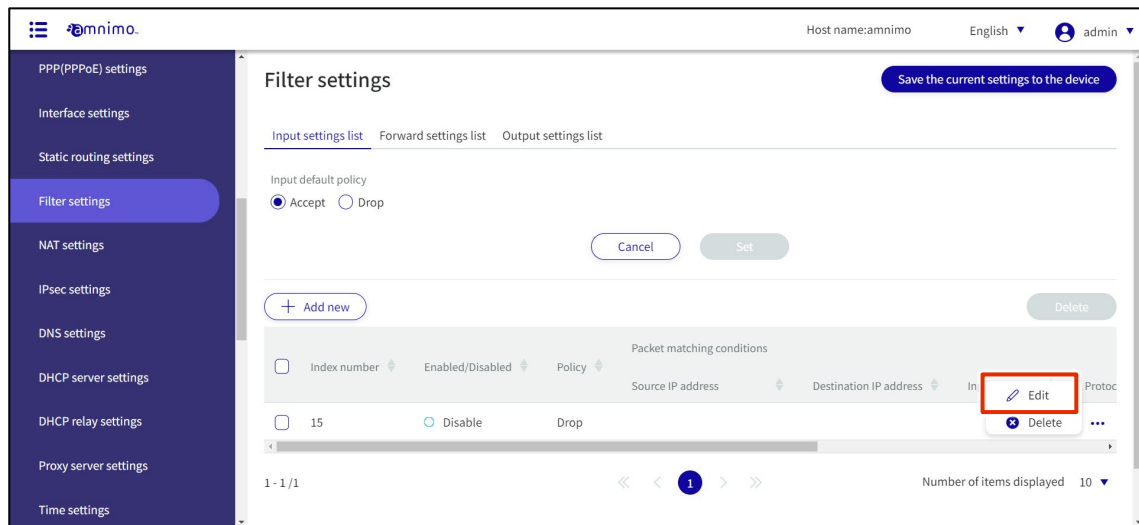 amnimo
Host name:amnimo
English
admin
PPP(PPPoE) settings
Interface settings
Static routing settings
Filter settings
NAT settings
IPsec settings
DNS settings
DHCP server settings
DHCP relay settings
Proxy server settings
Time settings
Filter settings
Save the current settings to the device
Input settings list Forward settings list Output settings list
Input default policy
Accept Drop
Cancel Set
+ Add new
Delete
Packet matching conditions
Index number Enabled/Disabled Policy
Source IP address Destination IP address In Protoc
Edit
15 Disable Drop
Delete
1 - 1 /1
1
Number of items displayed 10